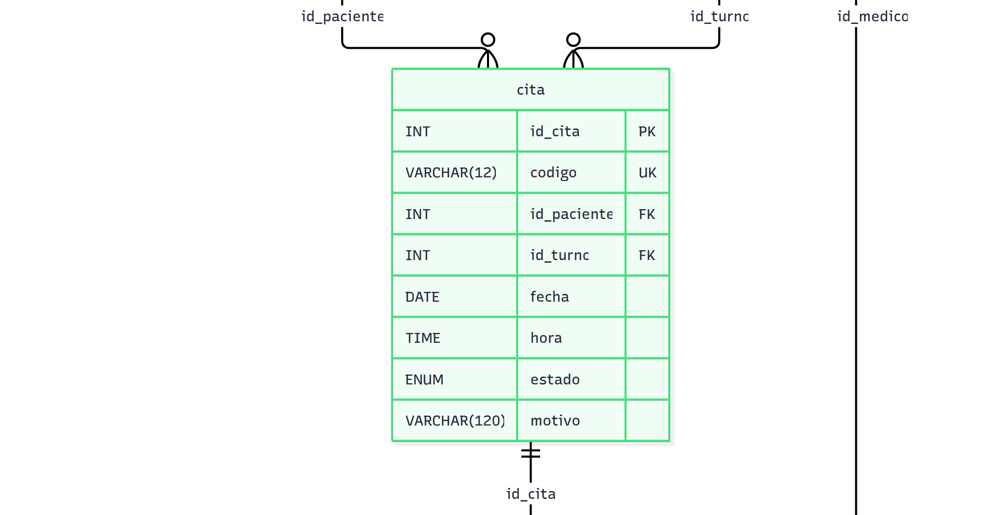 id_paciente
id_turno
id_medico
cita
INT id_cita PK
VARCHAR(12) codigo UK
INT id_paciente FK
INT id_turno FK
DATE fecha
TIME hora
ENUM estado
VARCHAR(120) motivo
id_cita